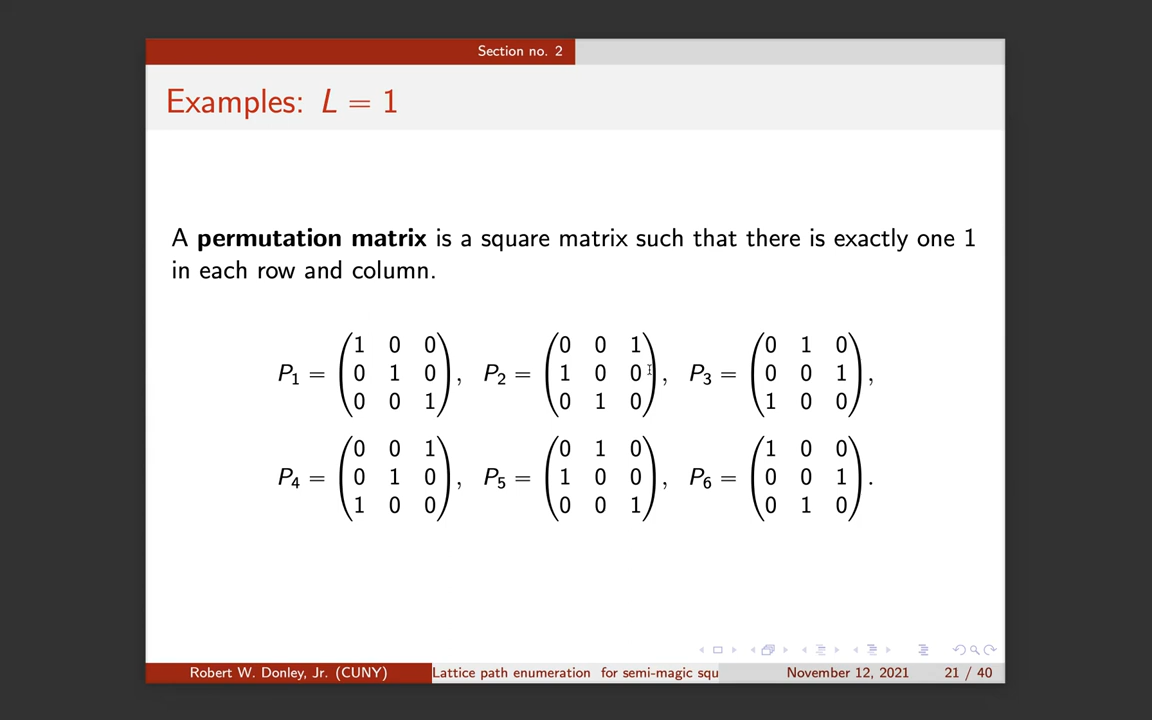 Section no. 2
Examples: L = 1
A permutation matrix is a square matrix such that there is exactly one 1
in each row and column.
P₁ = (1 0 0
0 1 0
0 0 1), P₂ = (0 0 1
1 0 0
0 1 0), P₃ = (0 1 0
0 0 1
1 0 0),
P₄ = (0 0 1
0 1 0
1 0 0), P₅ = (0 1 0
1 0 0
0 0 1), P₆ = (1 0 0
0 0 1
0 1 0).
Robert W. Donley, Jr. (CUNY) Lattice path enumeration for semi-magic squ November 12, 2021 21 / 40